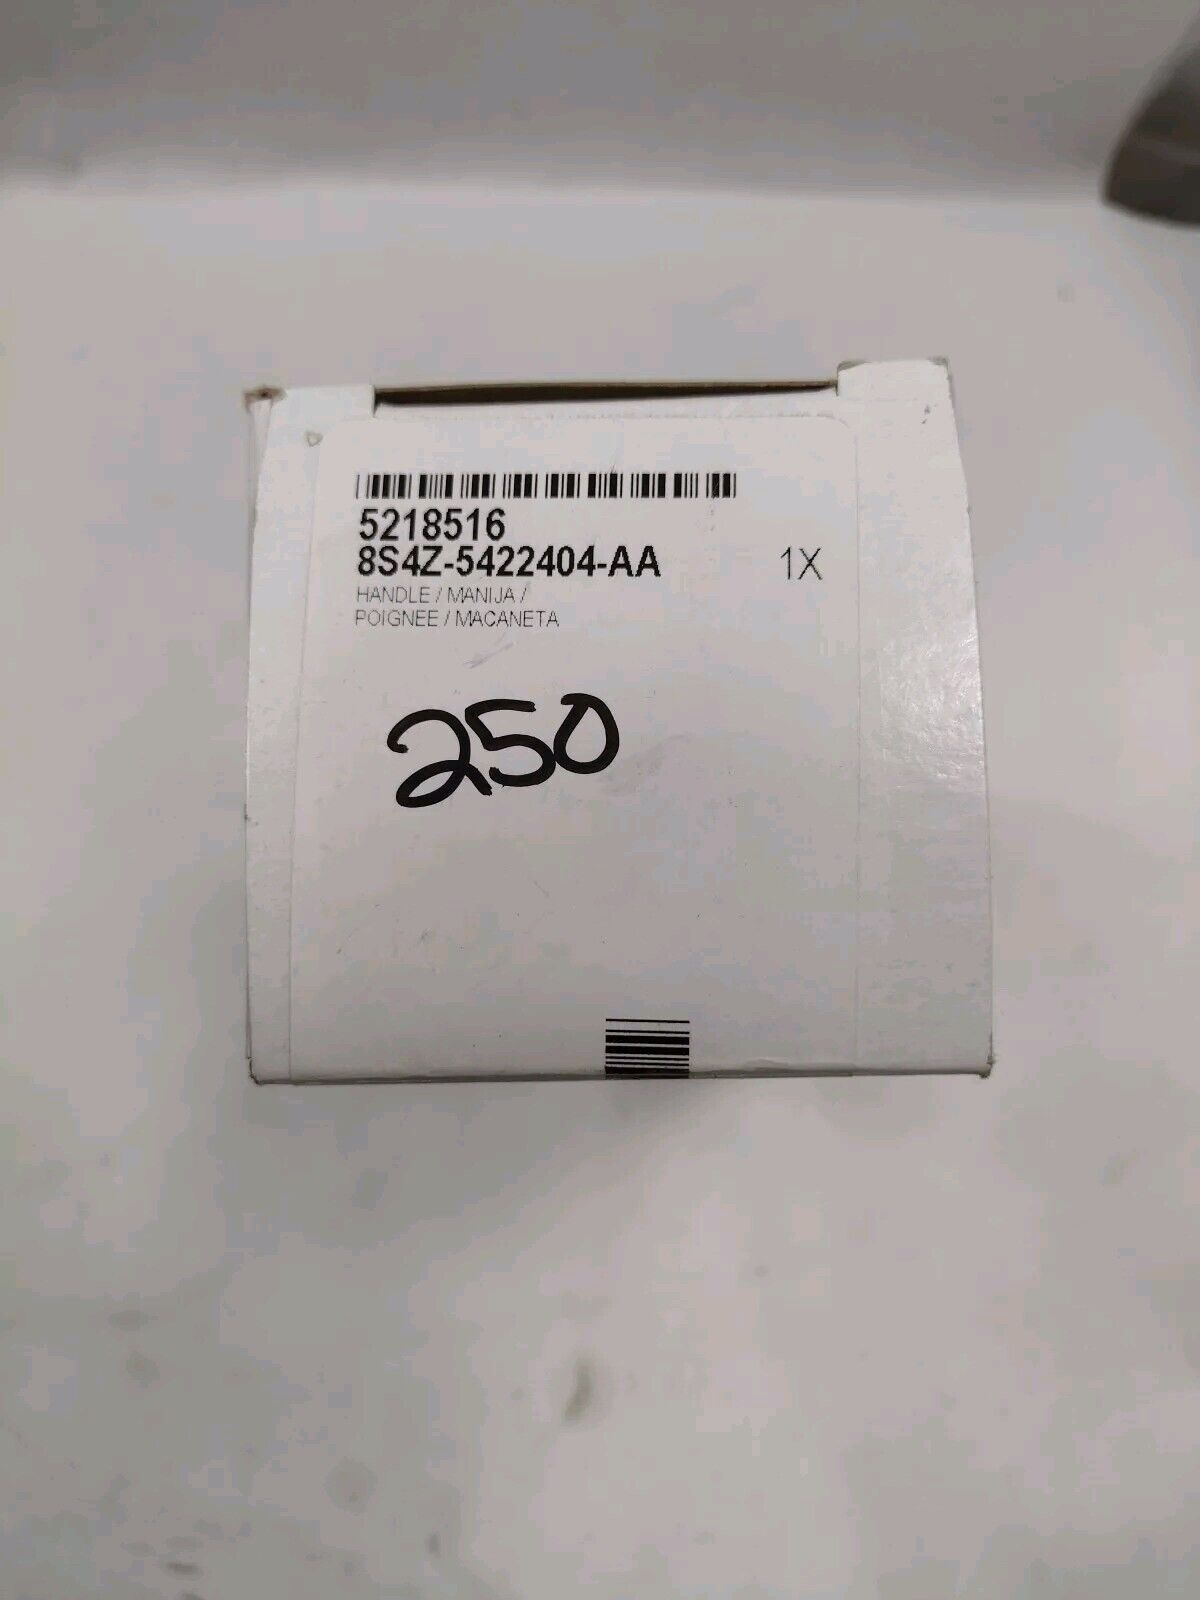 5218516
8S4Z-5422404-AA 1X
HANDLE / MANIJA /
POIGNEE / MACANETA
250